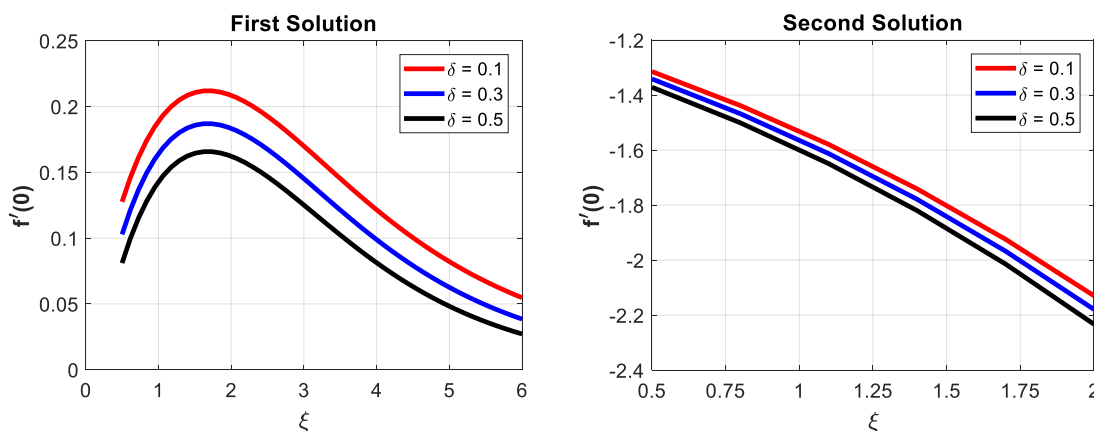 First Solution
f′(0)
0.25
0.2
0.15
0.1
0.05
0
0 1 2 3 4 5 6
ξ
δ = 0.1
δ = 0.3
δ = 0.5
Second Solution
f′(0)
-1.2
-1.4
-1.6
-1.8
-2
-2.2
-2.4
0.5 0.75 1 1.25 1.5 1.75 2
ξ
δ = 0.1
δ = 0.3
δ = 0.5